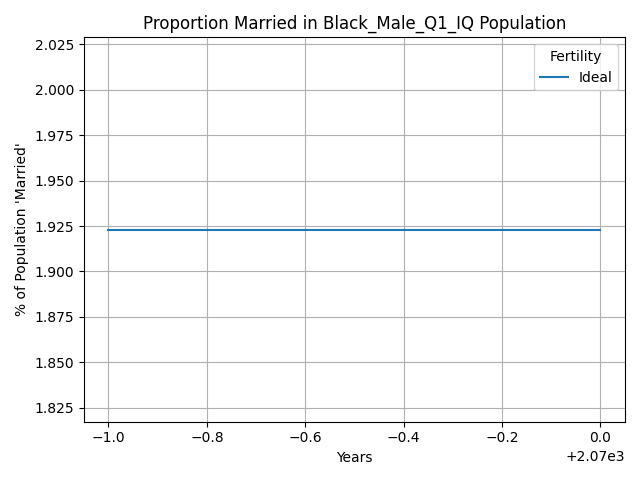 Proportion Married in Black_Male_Q1_IQ Population
2.025
2.000
1.975
1.950
1.925
1.900
1.875
1.850
1.825
% of Population 'Married'
Fertility
Ideal
−1.0 −0.8 −0.6 −0.4 −0.2 0.0
+2.07e3
Years